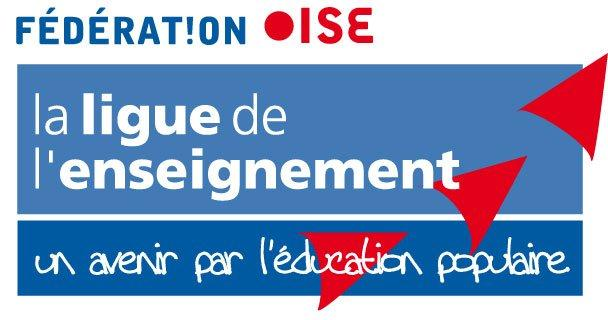 FÉDÉRAT!ON OISE
la ligue de
l'enseignement
un avenir par l'éducation populaire